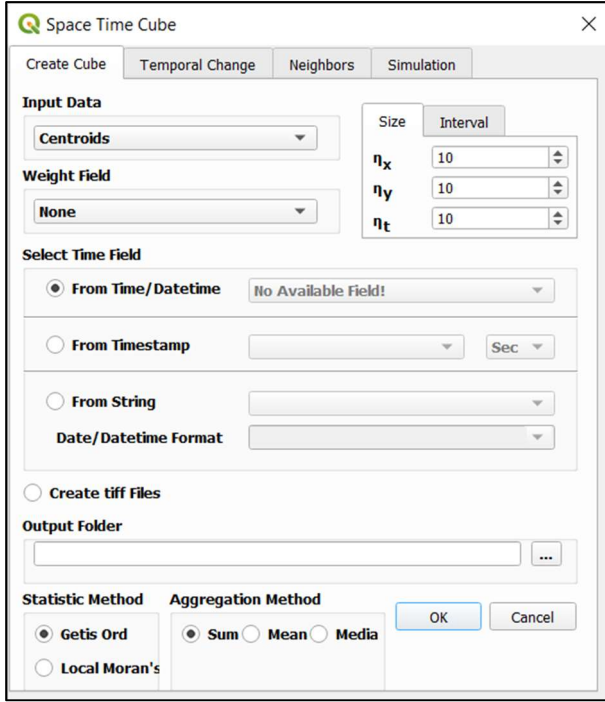 Space Time Cube
Create Cube Temporal Change Neighbors Simulation
Input Data
Centroids
Weight Field
None
Size Interval
ηx 10
ηy 10
ηt 10
Select Time Field
From Time/Datetime No Available Field!
From Timestamp Sec
From String
Date/Datetime Format
Create tiff Files
Output Folder
...
Statistic Method
Getis Ord
Local Moran's
Aggregation Method
Sum Mean Media
OK Cancel